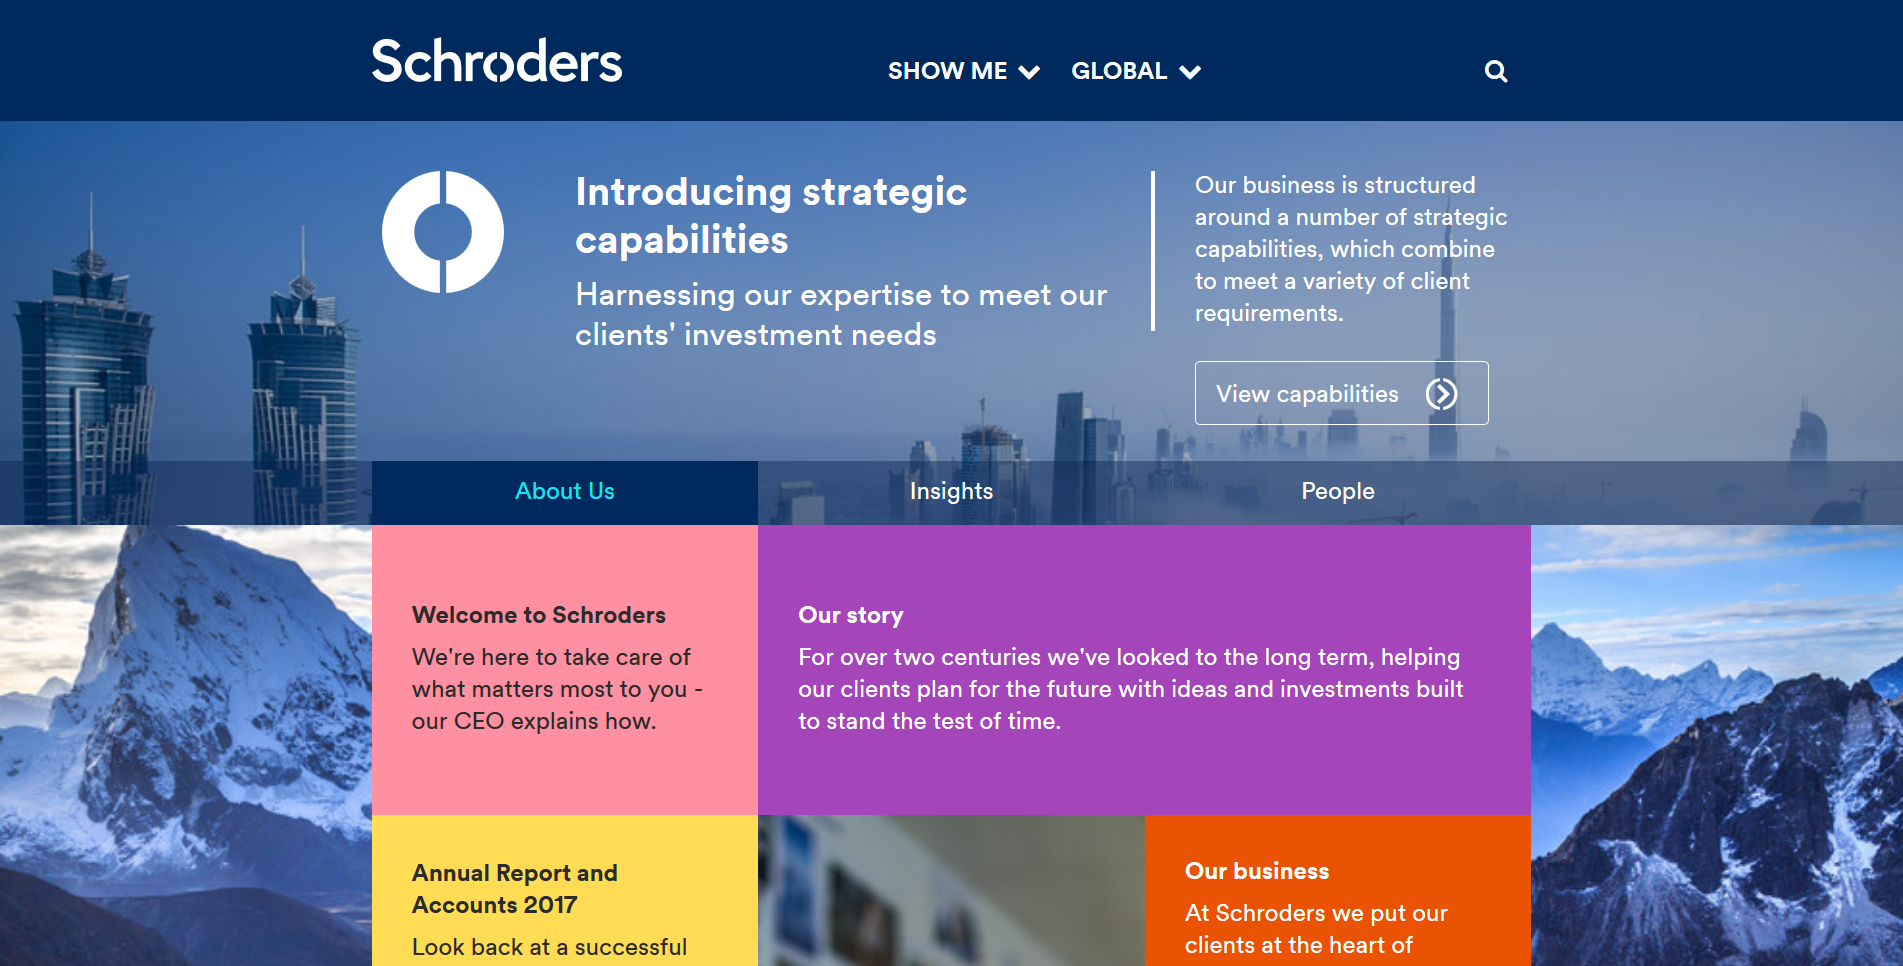 Schroders
SHOW ME
GLOBAL
Introducing strategic
capabilities
Harnessing our expertise to meet our
clients' investment needs
Our business is structured
around a number of strategic
capabilities, which combine
to meet a variety of client
requirements.
View capabilities
About Us
Insights
People
Welcome to Schroders
We're here to take care of
what matters most to you -
our CEO explains how.
Our story
For over two centuries we've looked to the long term, helping
our clients plan for the future with ideas and investments built
to stand the test of time.
Annual Report and
Accounts 2017
Look back at a successful
Our business
At Schroders we put our
clients at the heart of